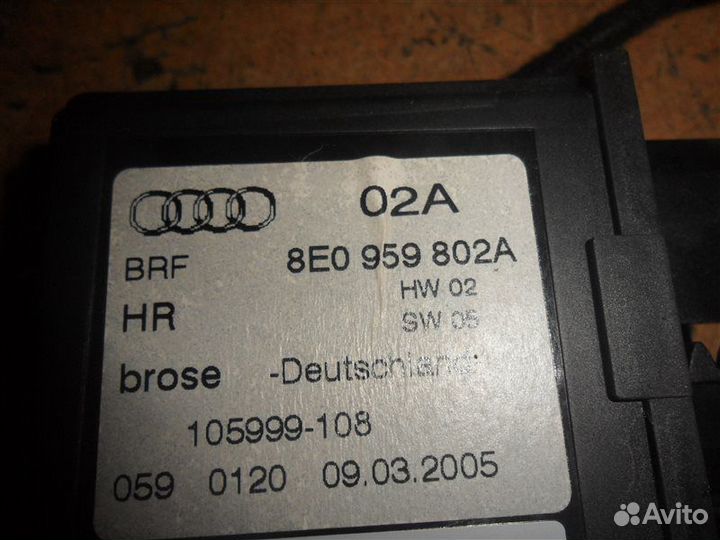 02A
BRF 8E0 959 802A
HW 02
HR SW 05
brose -Deutschland-
105999-108
059 0120 09.03.2005
Avito